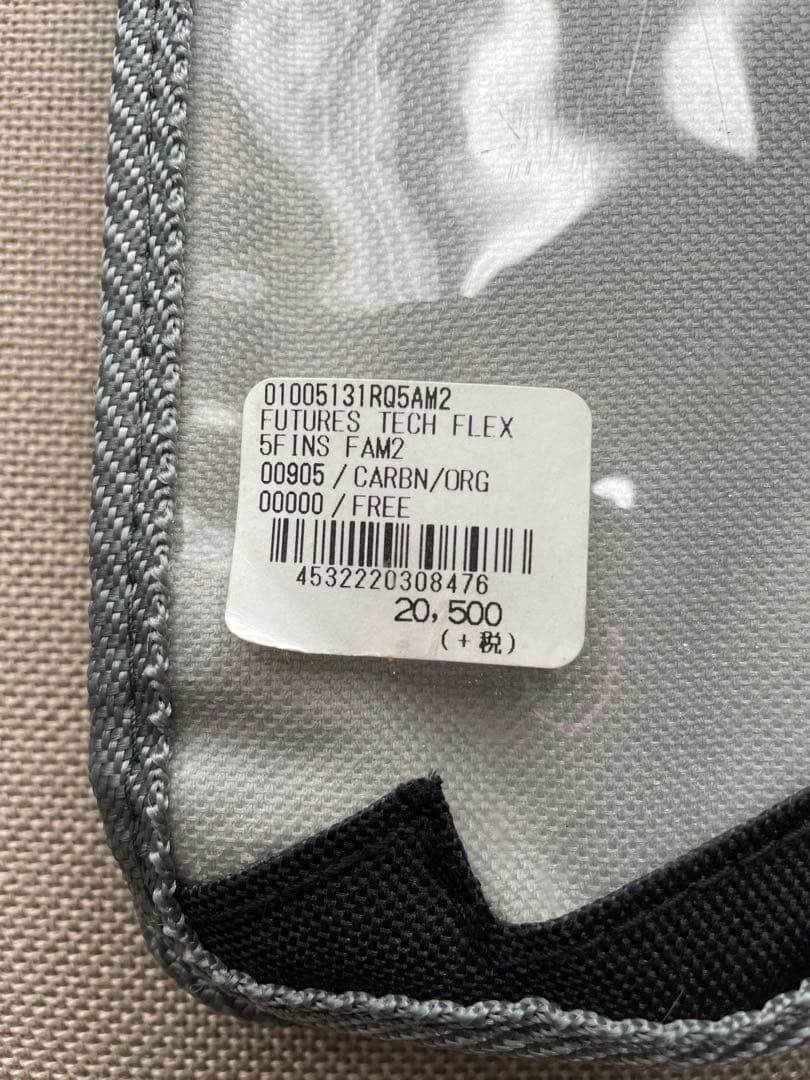 01005131RQ5AM2
FUTURES TECH FLEX
5FINS FAM2
00905/CARBN/ORG
00000/FREE
4532220308476
20,500
(+税)